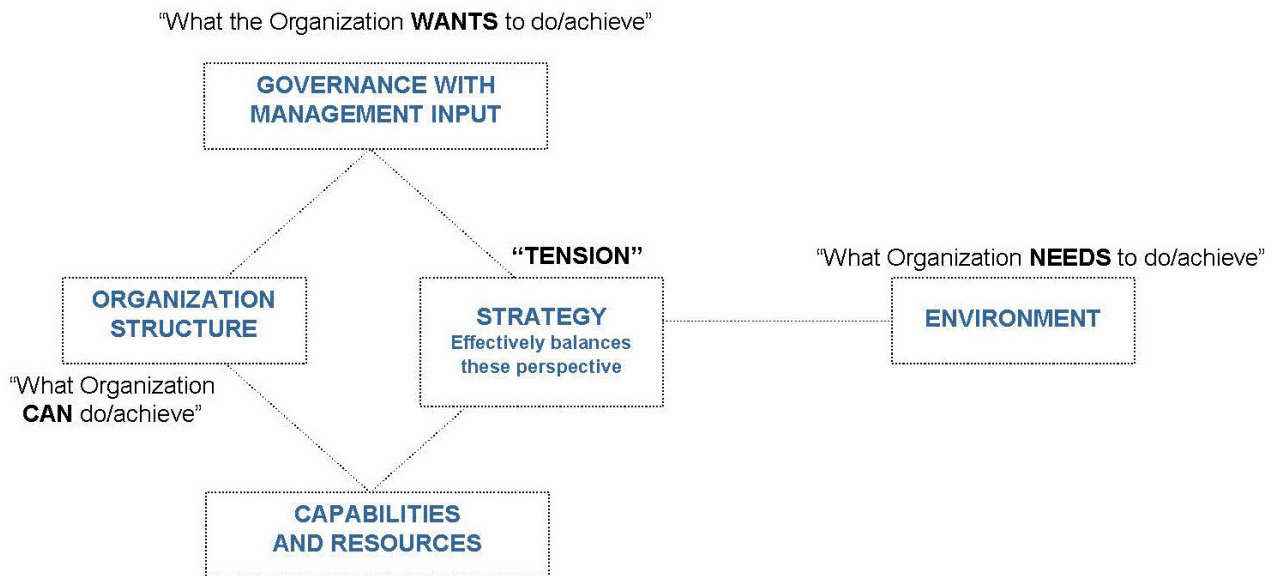 “What the Organization WANTS to do/achieve”
GOVERNANCE WITH
MANAGEMENT INPUT
“TENSION”
“What Organization NEEDS to do/achieve”
ORGANIZATION
STRUCTURE
STRATEGY
Effectively balances
these perspective
ENVIRONMENT
“What Organization
CAN do/achieve”
CAPABILITIES
AND RESOURCES